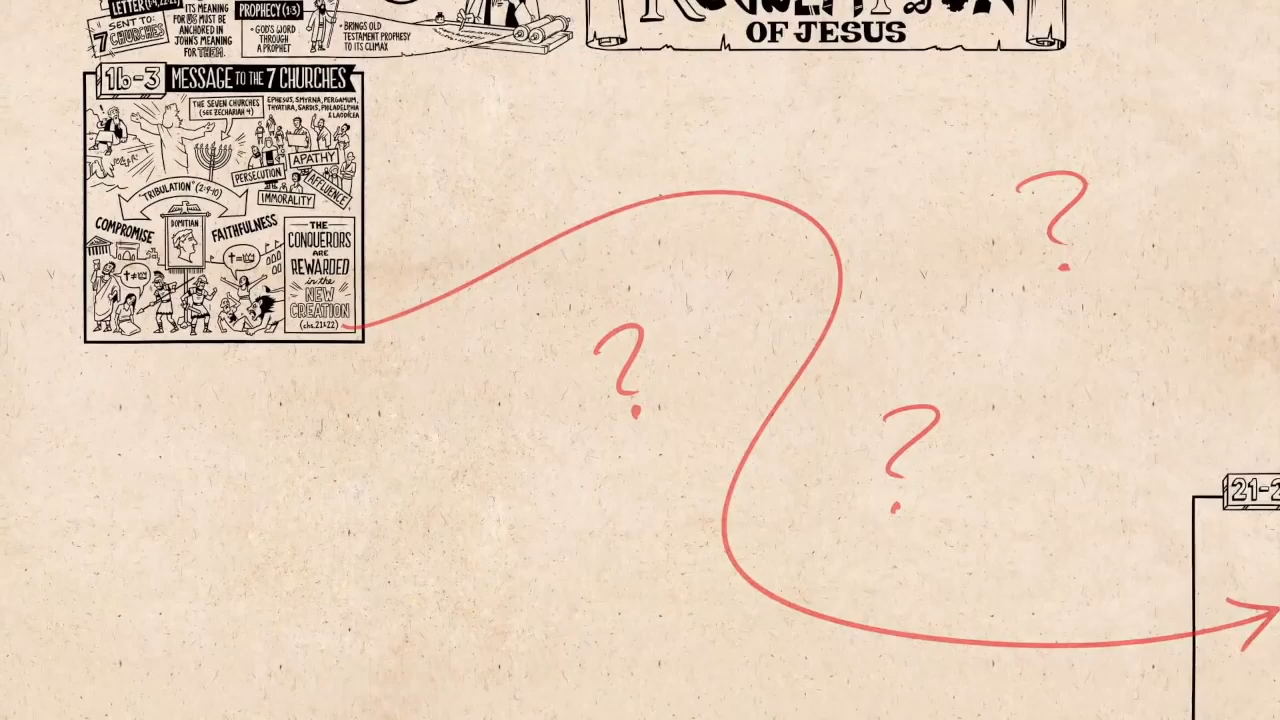 LETTER (1:4, 22:21)
SENT TO:
7 CHURCHES
ITS MEANING
FOR US MUST BE
ANCHORED IN
JOHN'S MEANING
FOR THEM.
PROPHECY (1:3)
• GOD'S WORD
THROUGH
A PROPHET
• BRINGS OLD
TESTAMENT PROPHESY
TO ITS CLIMAX
OF JESUS
1b-3 MESSAGE TO THE 7 CHURCHES
THE SEVEN CHURCHES
(SEE ZECHARIAH 4)
EPHESUS, SMYRNA, PERGAMUM,
THYATIRA, SARDIS, PHILADELPHIA
& LAODICEA
APATHY
PERSECUTION
AFFLUENCE
IMMORALITY
"TRIBULATION" (2:9-10)
COMPROMISE
DOMITIAN
FAITHFULNESS
THE
CONQUERORS
ARE
REWARDED
in the
NEW
CREATION
(chs. 21&22)
?
?
?
21-2